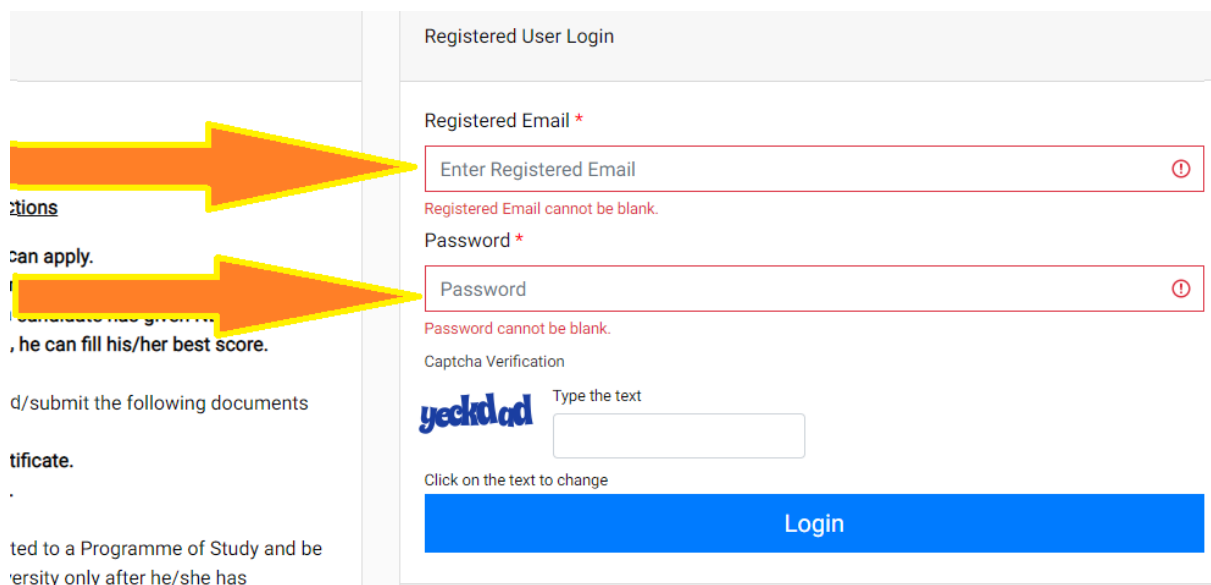 Registered User Login
Registered Email *
Enter Registered Email
Registered Email cannot be blank.
Password *
Password
Password cannot be blank.
Captcha Verification
yeckdad
Type the text
Click on the text to change
Login
ctions
can apply.
, he can fill his/her best score.
d/submit the following documents
tificate.
.
ted to a Programme of Study and be
versity only after he/she has